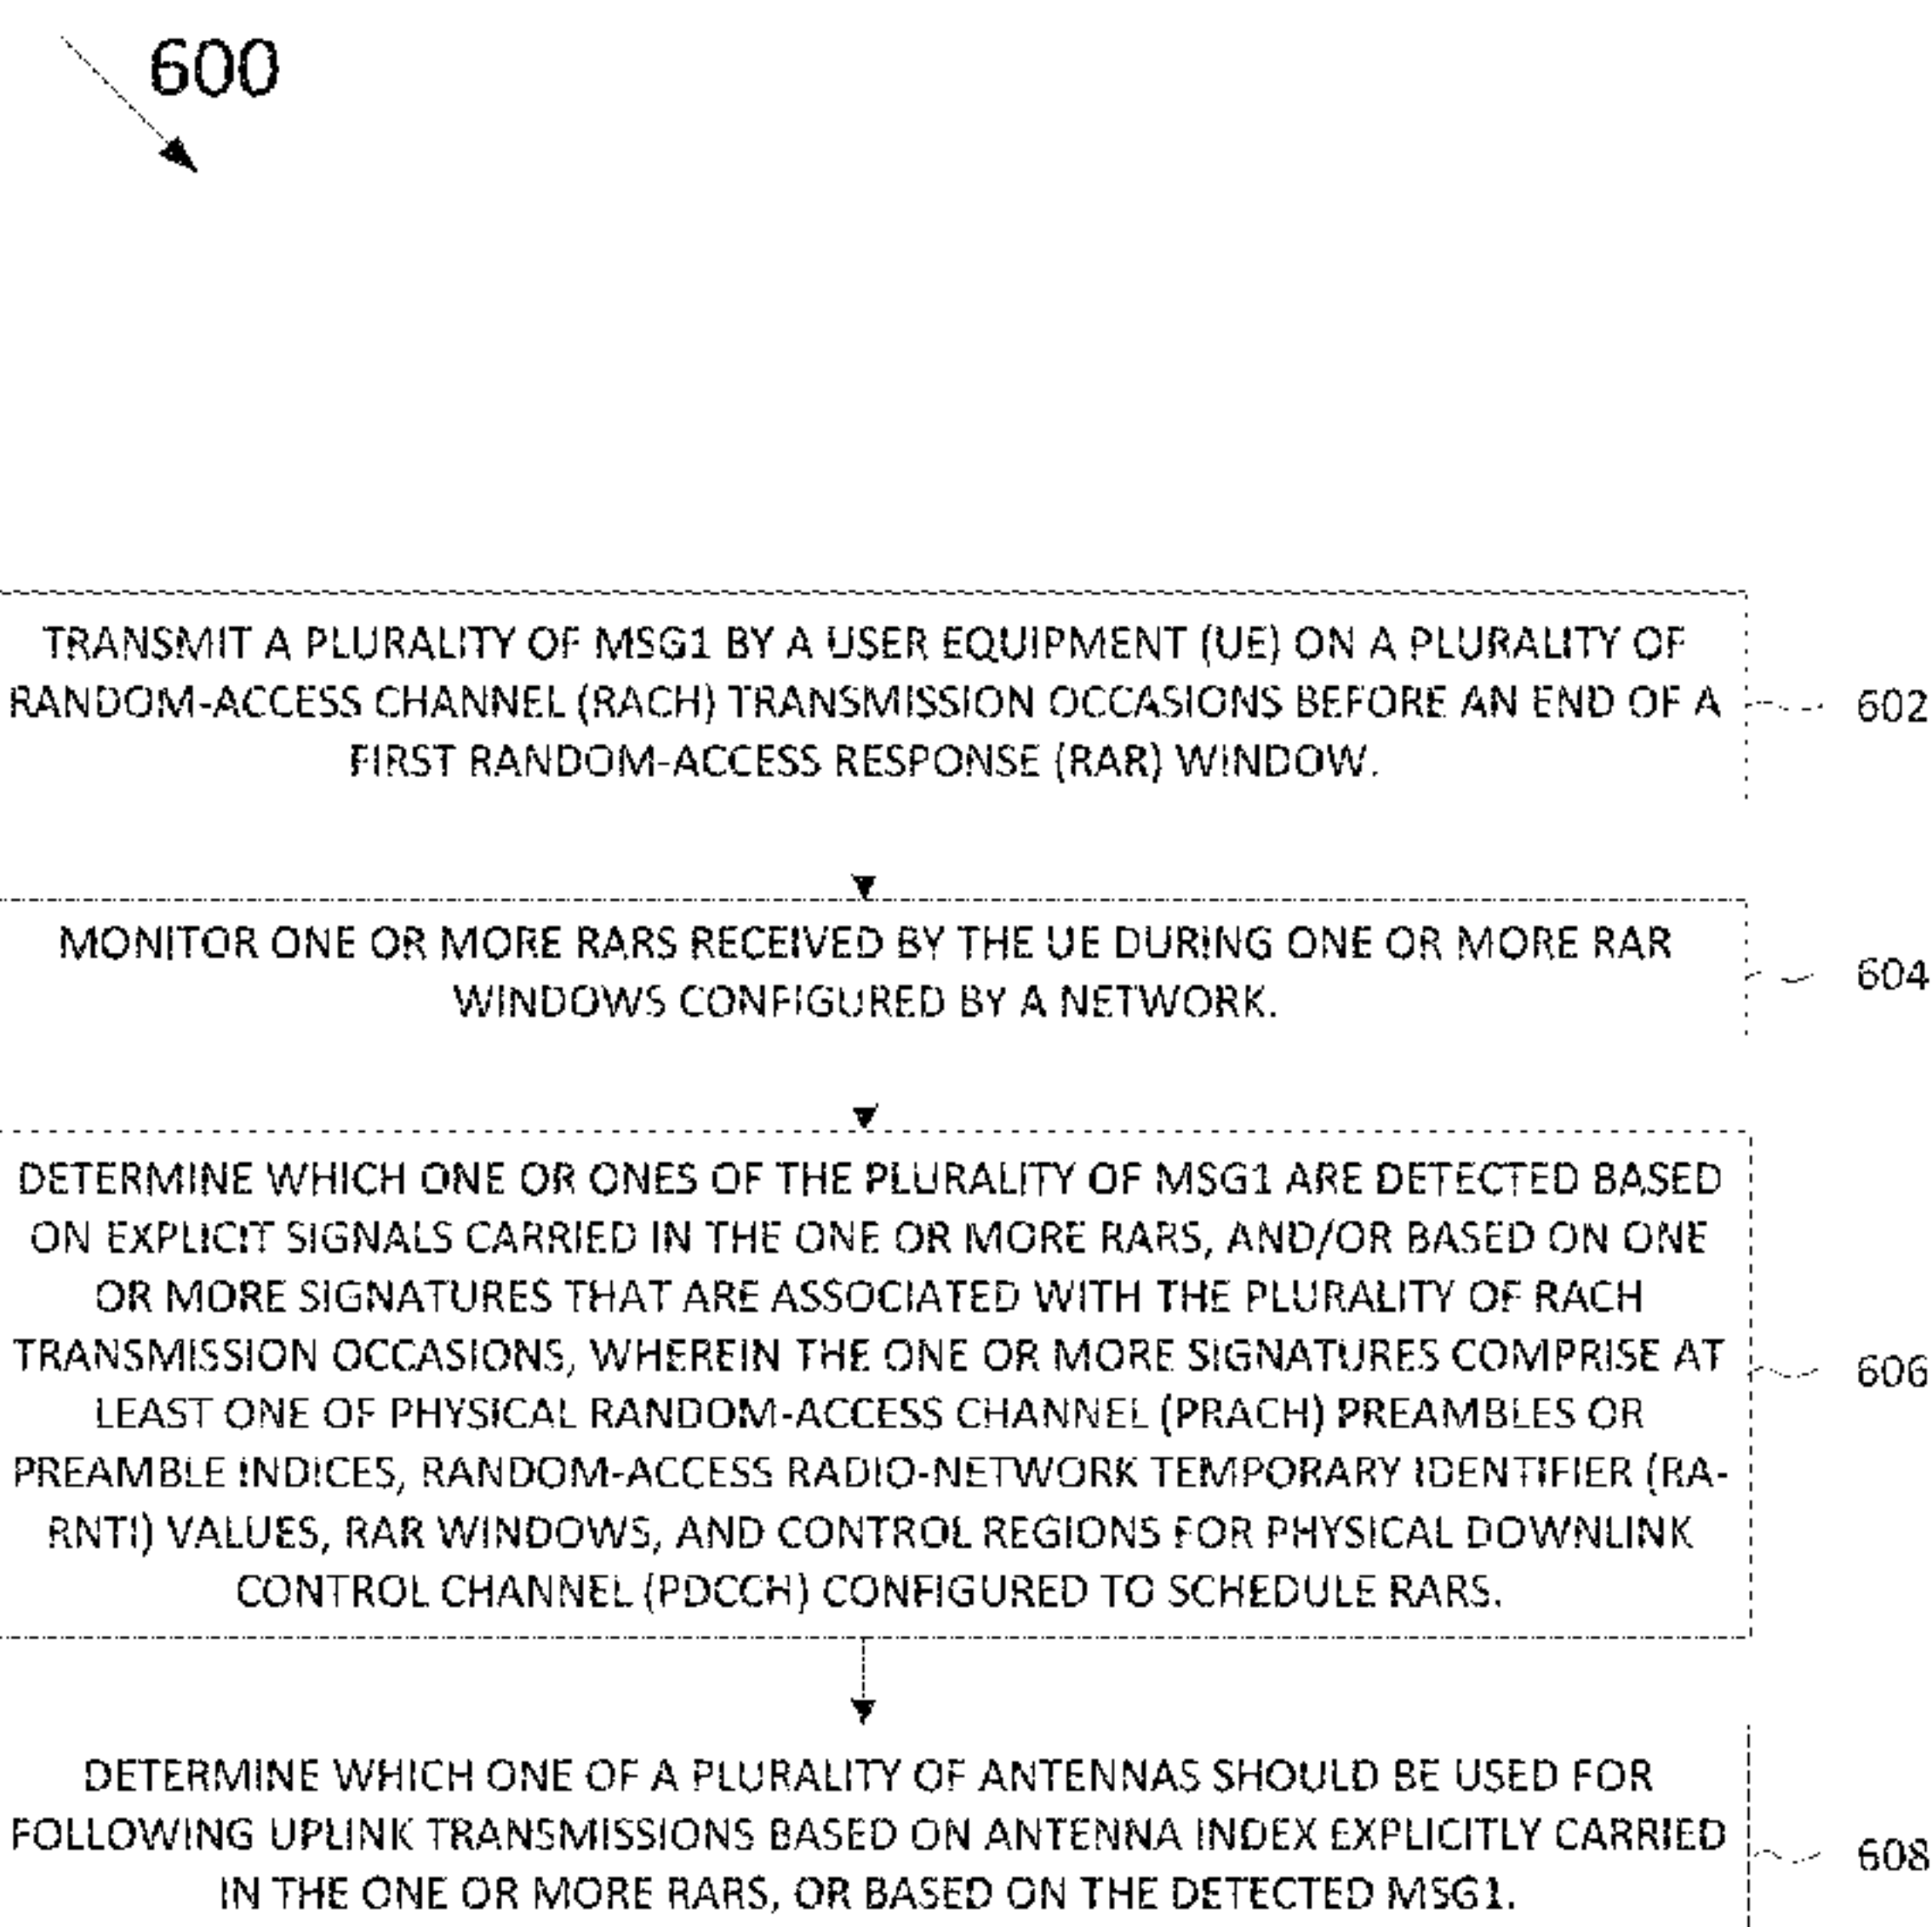 600
TRANSMIT A PLURALITY OF MSG1 BY A USER EQUIPMENT (UE) ON A PLURALITY OF
RANDOM-ACCESS CHANNEL (RACH) TRANSMISSION OCCASIONS BEFORE AN END OF A
FIRST RANDOM-ACCESS RESPONSE (RAR) WINDOW.
602
MONITOR ONE OR MORE RARS RECEIVED BY THE UE DURING ONE OR MORE RAR
WINDOWS CONFIGURED BY A NETWORK.
604
DETERMINE WHICH ONE OR ONES OF THE PLURALITY OF MSG1 ARE DETECTED BASED
ON EXPLICIT SIGNALS CARRIED IN THE ONE OR MORE RARS, AND/OR BASED ON ONE
OR MORE SIGNATURES THAT ARE ASSOCIATED WITH THE PLURALITY OF RACH
TRANSMISSION OCCASIONS, WHEREIN THE ONE OR MORE SIGNATURES COMPRISE AT
LEAST ONE OF PHYSICAL RANDOM-ACCESS CHANNEL (PRACH) PREAMBLES OR
PREAMBLE INDICES, RANDOM-ACCESS RADIO-NETWORK TEMPORARY IDENTIFIER (RA-
RNTI) VALUES, RAR WINDOWS, AND CONTROL REGIONS FOR PHYSICAL DOWNLINK
CONTROL CHANNEL (PDCCH) CONFIGURED TO SCHEDULE RARS.
606
DETERMINE WHICH ONE OF A PLURALITY OF ANTENNAS SHOULD BE USED FOR
FOLLOWING UPLINK TRANSMISSIONS BASED ON ANTENNA INDEX EXPLICITLY CARRIED
IN THE ONE OR MORE RARS, OR BASED ON THE DETECTED MSG1.
608